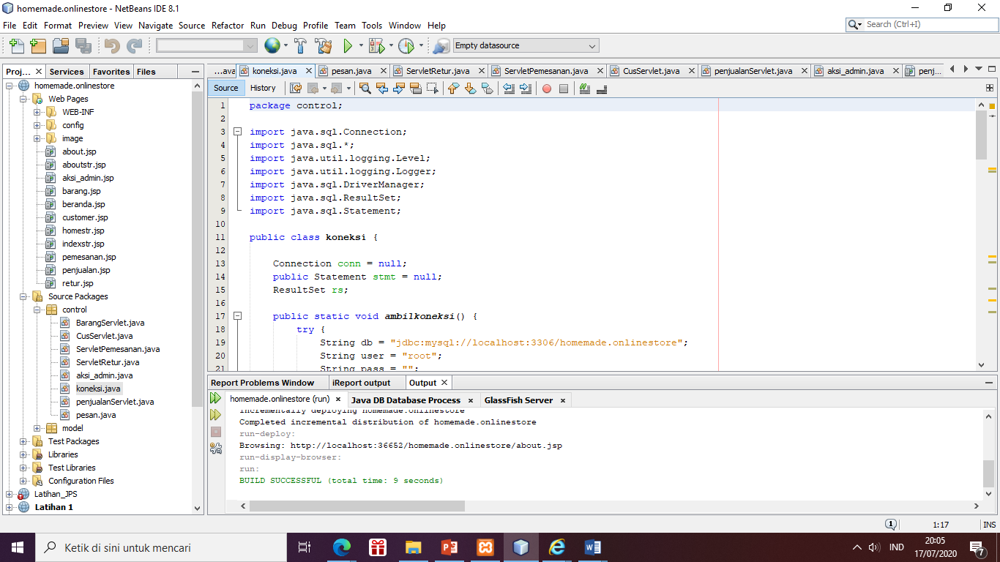 homemade.onlinestore - NetBeans IDE 8.1
File Edit Format Preview View Navigate Source Refactor Run Debug Profile Team Tools Window Help
Search (Ctrl+I)
Empty datasource
Proj... Services Favorites Files
homemade.onlinestore
Web Pages
WEB-INF
config
image
about.jsp
aboutstr.jsp
aksi_admin.jsp
barang.jsp
beranda.jsp
customer.jsp
homestr.jsp
indexstr.jsp
pemesanan.jsp
penjualan.jsp
retur.jsp
Source Packages
control
BarangServlet.java
CusServlet.java
ServletPemesanan.java
ServletRetur.java
aksi_admin.java
koneksi.java
penjualanServlet.java
pesan.java
model
Test Packages
Libraries
Test Libraries
Configuration Files
Latihan_JPS
Latihan 1
...ava koneksi.java pesan.java ServletRetur.java ServletPemesanan.java CusServlet.java penjualanServlet.java aksi_admin.java penj...
Source History
1 package control;
2
3 import java.sql.Connection;
4 import java.sql.*;
5 import java.util.logging.Level;
6 import java.util.logging.Logger;
7 import java.sql.DriverManager;
8 import java.sql.ResultSet;
9 import java.sql.Statement;
10
11 public class koneksi {
12
13 Connection conn = null;
14 public Statement stmt = null;
15 ResultSet rs;
16
17 public static void ambilkoneksi() {
18 try {
19 String db = "jdbc:mysql://localhost:3306/homemade.onlinestore";
20 String user = "root";
21 String pass = "";
Report Problems Window iReport output Output
homemade.onlinestore (run) Java DB Database Process GlassFish Server
Incrementally deploying homemade.onlinestore
Completed incremental distribution of homemade.onlinestore
run-deploy:
Browsing: http://localhost:36652/homemade.onlinestore/about.jsp
run-display-browser:
run:
BUILD SUCCESSFUL (total time: 9 seconds)
1 1:17 INS
Ketik di sini untuk mencari
IND
20:05
17/07/2020
7